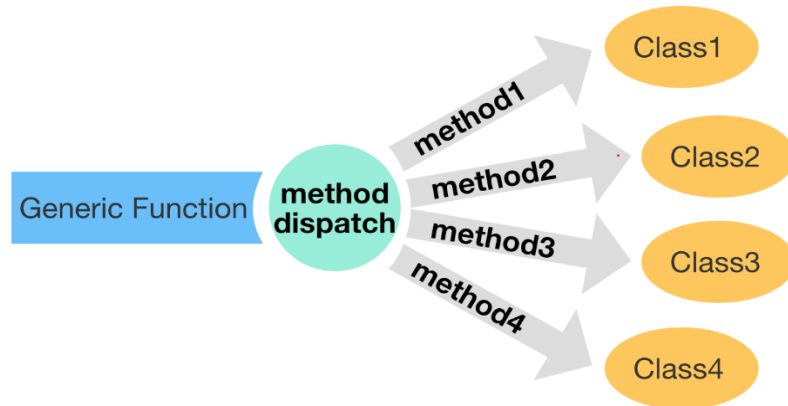 Generic Function
method
dispatch
method1
Class1
method2
Class2
method3
Class3
method4
Class4